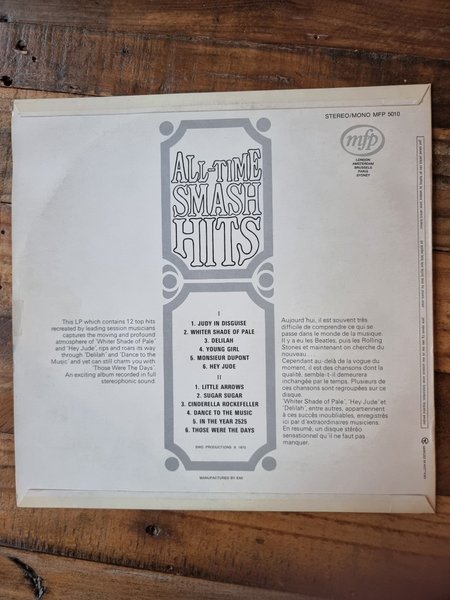 STEREO/MONO MFP 5010
mfp
LONDON
AMSTERDAM
BRUSSELS
PARIS
SYDNEY
ALL-TIME
SMASH
HITS
I
1. JUDY IN DISGUISE
2. WHITER SHADE OF PALE
3. DELILAH
4. YOUNG GIRL
5. MONSIEUR DUPONT
6. HEY JUDE
II
1. LITTLE ARROWS
2. SUGAR SUGAR
3. CINDERELLA ROCKEFELLER
4. DANCE TO THE MUSIC
5. IN THE YEAR 2525
6. THOSE WERE THE DAYS
This LP which contains 12 top hits
recreated by leading session musicians
captures the moving and profound
atmosphere of 'Whiter Shade of Pale'
and 'Hey Jude', rips and roars its way
through 'Delilah' and 'Dance to the
Music' and yet can still charm you with
'Those Were The Days'.
An exciting album recorded in full
stereophonic sound.
Aujourd'hui, il est souvent très
difficile de comprendre ce qui se
passe dans le monde de la musique.
Il y a eu les Beatles, puis les Rolling
Stones et maintenant on cherche du
nouveau
Cependant au-delà de la vogue du
moment, il est des chansons dont la
qualité, semble-t-il demeurera
inchangée par le temps. Plusieurs de
ces chansons sont regroupées sur ce
disque.
'Whiter Shade of Pale', 'Hey Jude' et
'Delilah', entre autres, appartiennent
à ces succès inoubliables, enregistrés
ici par d'extraordinaires musiciens.
En resumé, un disque stéréo
sensationnel qu'il ne faut pas
manquer.
PRODUCTIONS 1970
MANUFACTURED BY EMI